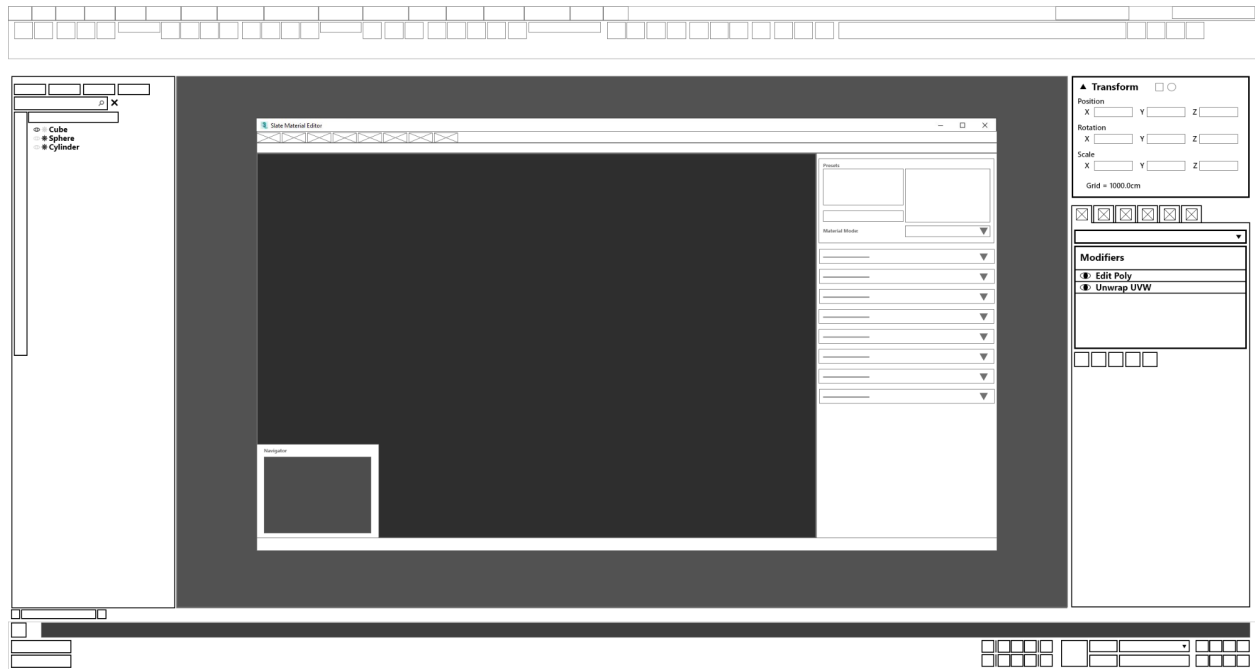 Cube
Sphere
Cylinder
Slate Material Editor
Presets
Material Mode:
Navigator
Transform
Position
X Y Z
Rotation
X Y Z
Scale
X Y Z
Grid = 1000.0cm
Modifiers
Edit Poly
Unwrap UVW